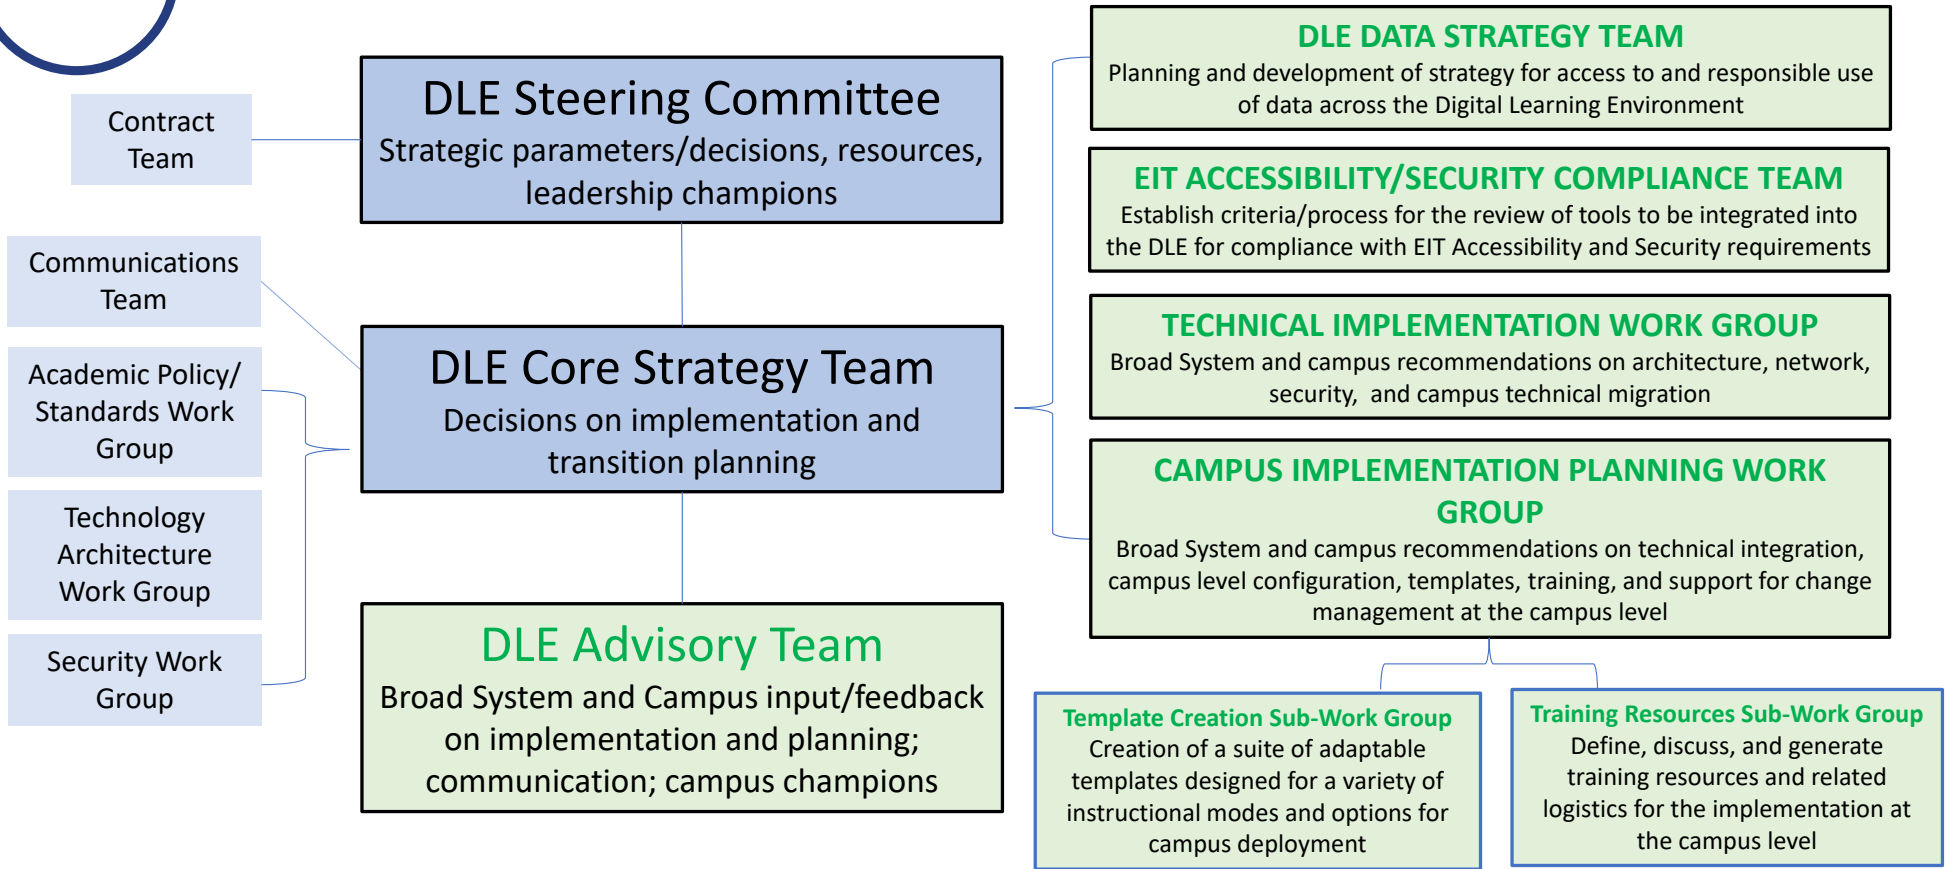 Contract
Team
Communications
Team
Academic Policy/
Standards Work
Group
Technology
Architecture
Work Group
Security Work
Group
DLE Steering Committee
Strategic parameters/decisions, resources,
leadership champions
DLE Core Strategy Team
Decisions on implementation and
transition planning
DLE Advisory Team
Broad System and Campus input/feedback
on implementation and planning;
communication; campus champions
DLE DATA STRATEGY TEAM
Planning and development of strategy for access to and responsible use
of data across the Digital Learning Environment
EIT ACCESSIBILITY/SECURITY COMPLIANCE TEAM
Establish criteria/process for the review of tools to be integrated into
the DLE for compliance with EIT Accessibility and Security requirements
TECHNICAL IMPLEMENTATION WORK GROUP
Broad System and campus recommendations on architecture, network,
security, and campus technical migration
CAMPUS IMPLEMENTATION PLANNING WORK
GROUP
Broad System and campus recommendations on technical integration,
campus level configuration, templates, training, and support for change
management at the campus level
Template Creation Sub-Work Group
Creation of a suite of adaptable
templates designed for a variety of
instructional modes and options for
campus deployment
Training Resources Sub-Work Group
Define, discuss, and generate
training resources and related
logistics for the implementation at
the campus level